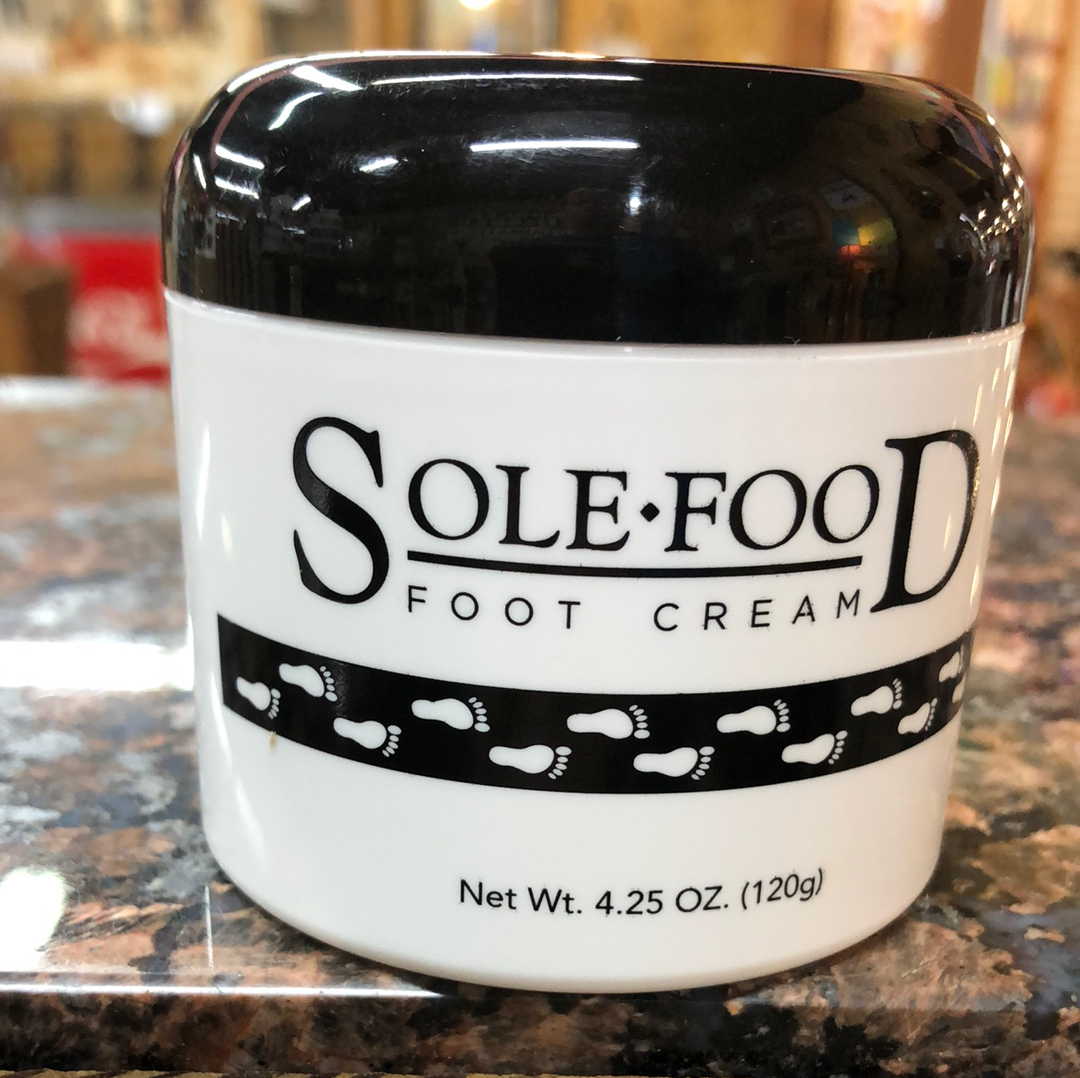 SOLE·FOOD
FOOT CREAM
Net Wt. 4.25 OZ. (120g)